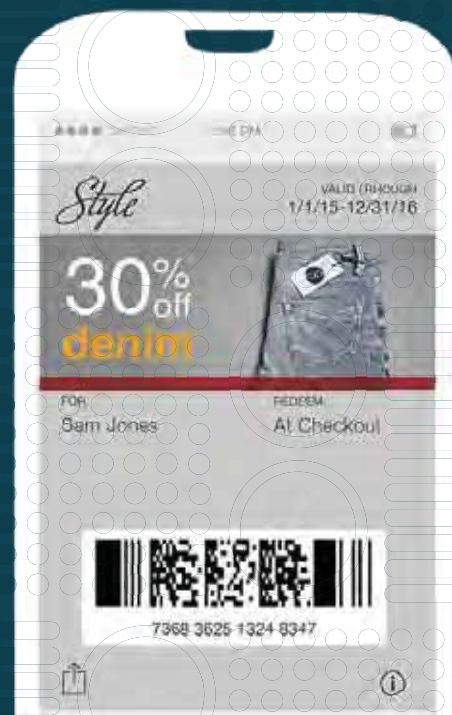 Style
VALID THROUGH
1/1/15-12/31/16
30% off
denim
FOR
Sam Jones
REDEEM
At Checkout
7368 3625 1324 8347